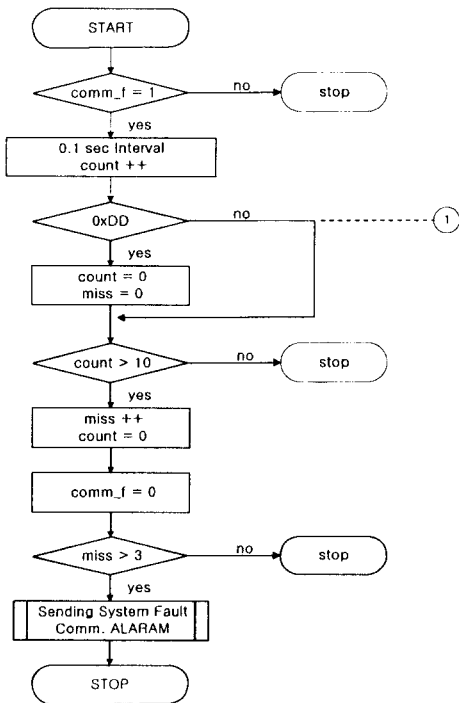 START
comm_f = 1
no
stop
yes
0.1 sec Interval
count ++
0xDD
no
1
yes
count = 0
miss = 0
count > 10
no
stop
yes
miss ++
count = 0
comm_f = 0
miss > 3
no
stop
yes
Sending System Fault
Comm. ALARAM
STOP